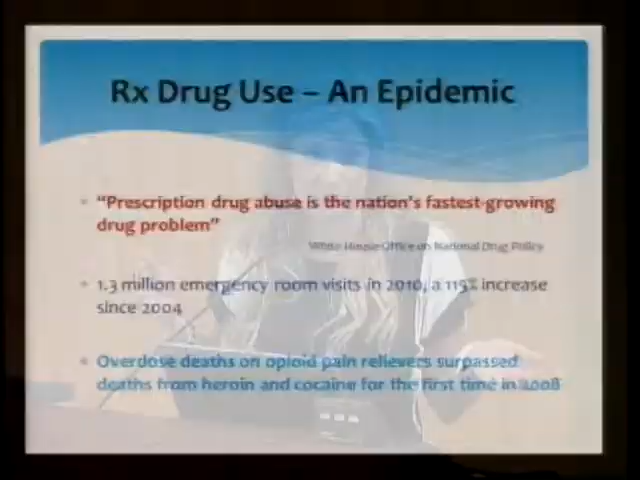 Rx Drug Use – An Epidemic
“Prescription drug abuse is the nation’s fastest-growing
drug problem”
White House Office on National Drug Policy
1.3 million emergency room visits in 2010, a 115% increase
since 2004
Overdose deaths on opioid pain relievers surpassed
deaths from heroin and cocaine for the first time in 2008